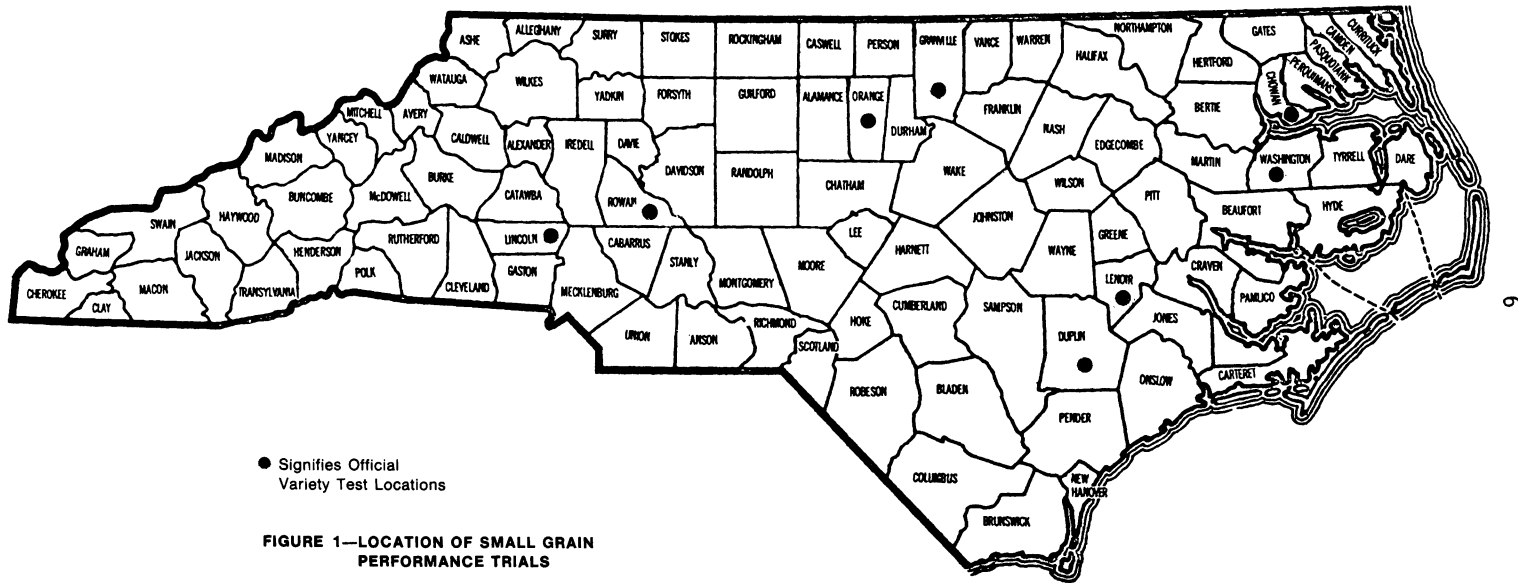 ASHE
ALLEGHANY
SURRY
STOKES
ROCKINGHAM
CASWELL
PERSON
GRANVILLE
VANCE
WARREN
NORTHAMPTON
HALIFAX
HERTFORD
GATES
CURRITUCK
CAMDEN
PASQUOTANK
PERQUIMANS
CHOWAN
WATAUGA
WILKES
YADKIN
FORSYTH
GUILFORD
ALAMANCE
ORANGE
DURHAM
FRANKLIN
NASH
EDGECOMBE
BERTIE
MARTIN
WASHINGTON
TYRRELL
DARE
MITCHELL
AVERY
YANCEY
MADISON
CALDWELL
ALEXANDER
IREDELL
DAVIE
DAVIDSON
RANDOLPH
CHATHAM
WAKE
WILSON
PITT
BEAUFORT
HYDE
BUNCOMBE
McDOWELL
BURKE
CATAWBA
ROWAN
JOHNSTON
SWAIN
HAYWOOD
GRAHAM
JACKSON
HENDERSON
RUTHERFORD
LINCOLN
CABARRUS
STANLY
MOORE
LEE
HARNETT
WAYNE
GREENE
CRAVEN
PAMLICO
CHEROKEE
CLAY
MACON
TRANSYLVANIA
POLK
CLEVELAND
GASTON
MECKLENBURG
MONTGOMERY
CUMBERLAND
SAMPSON
LENOIR
JONES
UNION
ANSON
RICHMOND
SCOTLAND
HOKE
DUPLIN
ONSLOW
CARTERET
ROBESON
BLADEN
PENDER
COLUMBUS
NEW
HANOVER
BRUNSWICK
Signifies Official
Variety Test Locations
FIGURE 1—LOCATION OF SMALL GRAIN
PERFORMANCE TRIALS
9